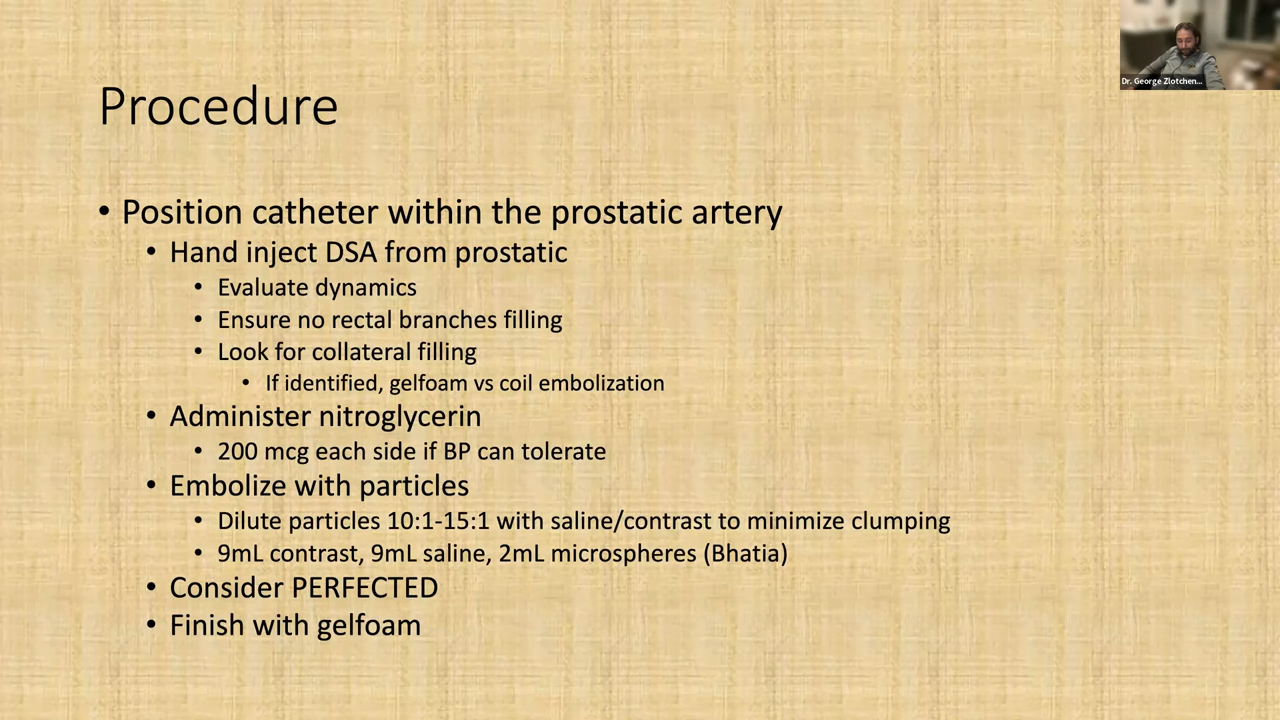 Dr. George Zlotchen...
Procedure
• Position catheter within the prostatic artery
• Hand inject DSA from prostatic
• Evaluate dynamics
• Ensure no rectal branches filling
• Look for collateral filling
• If identified, gelfoam vs coil embolization
• Administer nitroglycerin
• 200 mcg each side if BP can tolerate
• Embolize with particles
• Dilute particles 10:1-15:1 with saline/contrast to minimize clumping
• 9mL contrast, 9mL saline, 2mL microspheres (Bhatia)
• Consider PERFECTED
• Finish with gelfoam